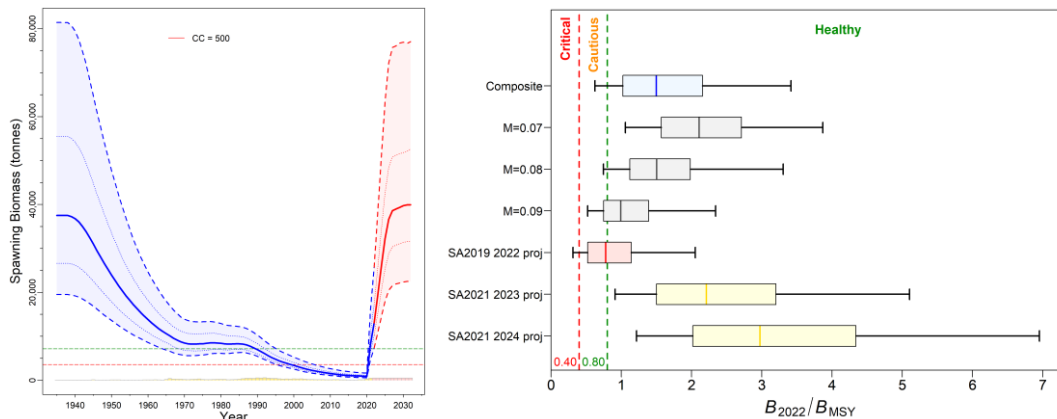 CC = 500
Spawning Biomass (tonnes)
0
20,000
40,000
60,000
80,000
1940 1950 1960 1970 1980 1990 2000 2010 2020 2030
Year
Critical
Cautious
Healthy
Composite
M=0.07
M=0.08
M=0.09
SA2019 2022 proj
SA2021 2023 proj
SA2021 2024 proj
0.40 0.80
1 2 3 4 5 6 7
B2022/BMSY